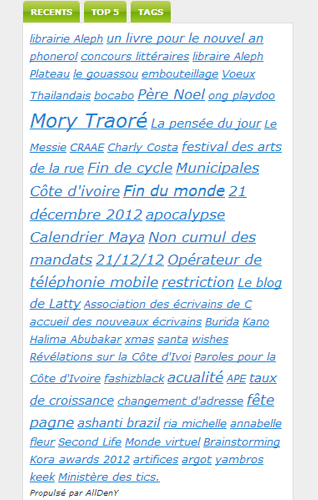 RECENTS TOP 5 TAGS
librairie Aleph un livre pour le nouvel an
phonerol concours littéraires libraire Aleph
Plateau le gouassou embouteillage Voeux
Thailandais bocabo Père Noel ong playdoo
Mory Traoré La pensée du jour Le
Messie CRAAE Charly Costa festival des arts
de la rue Fin de cycle Municipales
Côte d'ivoire Fin du monde 21
décembre 2012 apocalypse
Calendrier Maya Non cumul des
mandats 21/12/12 Opérateur de
téléphonie mobile restriction Le blog
de Latty Association des écrivains de C
accueil des nouveaux écrivains Burida Kano
Halima Abubakar xmas santa wishes
Révélations sur la Côte d'Ivoi Paroles pour la
Côte d'Ivoire fashizblack acualité APE taux
de croissance changement d'adresse fête
pagne ashanti brazil ria michelle annabelle
fleur Second Life Monde virtuel Brainstorming
Kora awards 2012 artifices argot yambros
keek Ministère des tics.
Propulsé par AllDenY